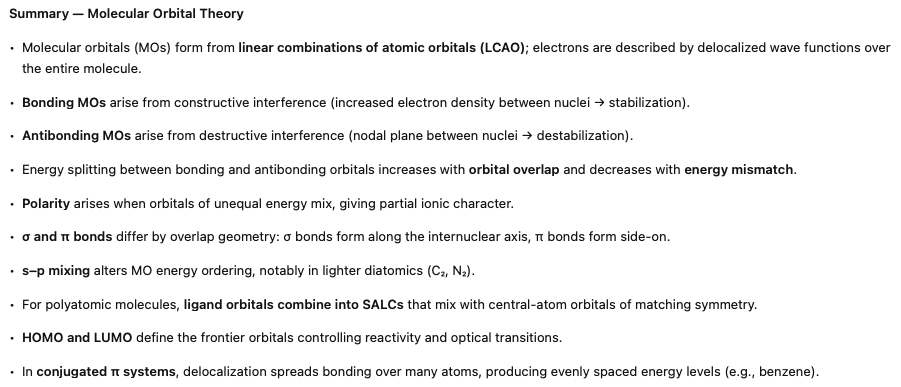 Summary — Molecular Orbital Theory
• Molecular orbitals (MOs) form from linear combinations of atomic orbitals (LCAO); electrons are described by delocalized wave functions over
the entire molecule.
• Bonding MOs arise from constructive interference (increased electron density between nuclei → stabilization).
• Antibonding MOs arise from destructive interference (nodal plane between nuclei → destabilization).
• Energy splitting between bonding and antibonding orbitals increases with orbital overlap and decreases with energy mismatch.
• Polarity arises when orbitals of unequal energy mix, giving partial ionic character.
• σ and π bonds differ by overlap geometry: σ bonds form along the internuclear axis, π bonds form side-on.
• s–p mixing alters MO energy ordering, notably in lighter diatomics (C₂, N₂).
• For polyatomic molecules, ligand orbitals combine into SALCs that mix with central-atom orbitals of matching symmetry.
• HOMO and LUMO define the frontier orbitals controlling reactivity and optical transitions.
• In conjugated π systems, delocalization spreads bonding over many atoms, producing evenly spaced energy levels (e.g., benzene).